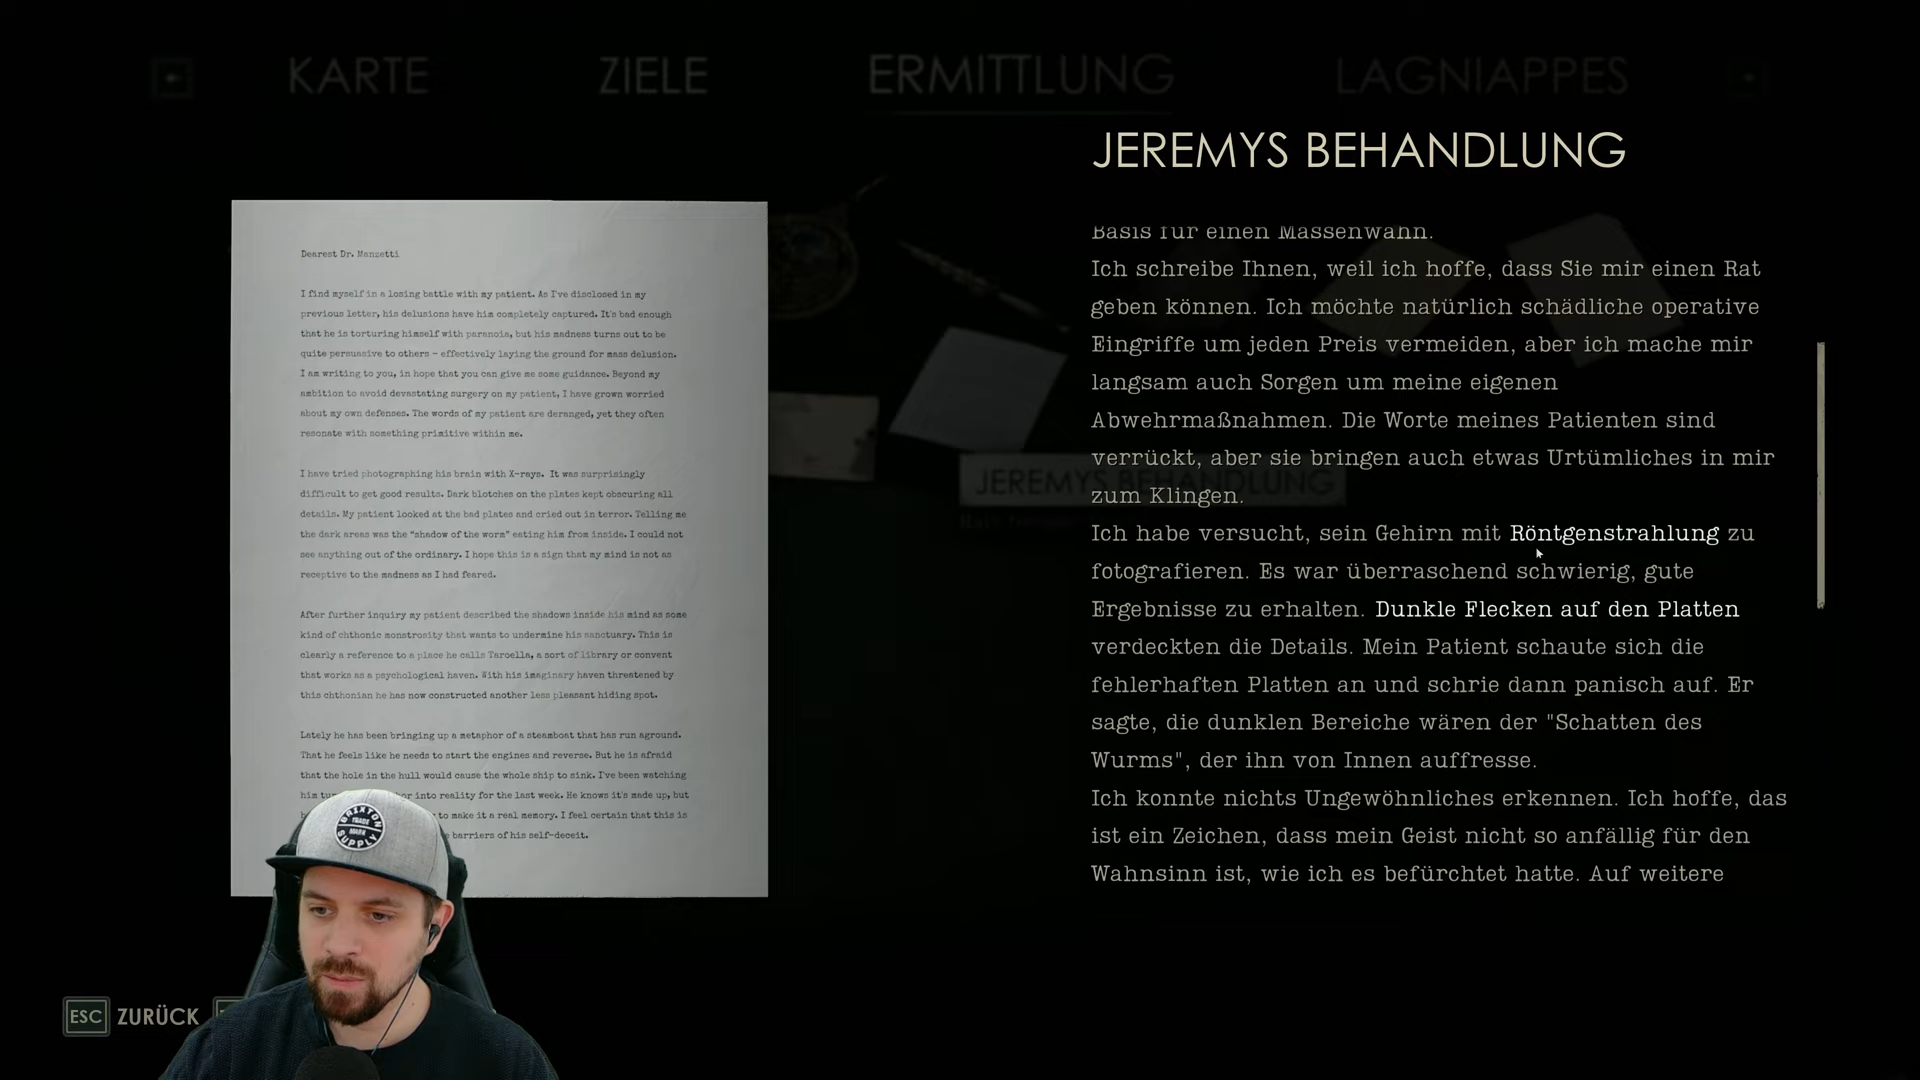 KARTE
ZIELE
ERMITTLUNG
LAGNIAPPES
JEREMYS BEHANDLUNG
Dearest Dr. Manzetti
I find myself in a losing battle with my patient. As I've disclosed in my
previous letter, his delusions have him completely captured. It's bad enough
that he is torturing himself with paranoia, but his madness turns out to be
quite persuasive to others - effectively laying the ground for mass delusion.
I am writing to you, in hope that you can give me some guidance. Beyond my
ambition to avoid devastating surgery on my patient, I have grown worried
about my own defenses. The words of my patient are deranged, yet they often
resonate with something primitive within me.
I have tried photographing his brain with X-rays. It was surprisingly
difficult to get good results. Dark blotches on the plates kept obscuring all
details. My patient looked at the bad plates and cried out in terror. Telling me
the dark areas was the "shadow of the worm" eating him from inside. I could not
see anything out of the ordinary. I hope this is a sign that my mind is not as
receptive to the madness as I had feared.
After further inquiry my patient described the shadows inside his mind as some
kind of chthonic monstrosity that wants to undermine his sanctuary. This is
clearly a reference to a place he calls Taroella, a sort of library or convent
that works as a psychological haven. With his imaginary haven threatened by
this chthonian he has now constructed another less pleasant hiding spot.
Lately he has been bringing up a metaphor of a steamboat that has run aground.
That he feels like he needs to start the engines and reverse. But he is afraid
that the hole in the hull would cause the whole ship to sink. I've been watching
him into reality for the last week. He knows it's made up, but
to make it a real memory. I feel certain that this is
barriers of his self-deceit.
Basis für einen Massenwahn.
Ich schreibe Ihnen, weil ich hoffe, dass Sie mir einen Rat
geben können. Ich möchte natürlich schädliche operative
Eingriffe um jeden Preis vermeiden, aber ich mache mir
langsam auch Sorgen um meine eigenen
Abwehrmaßnahmen. Die Worte meines Patienten sind
verrückt, aber sie bringen auch etwas Urtümliches in mir
zum Klingen.
Ich habe versucht, sein Gehirn mit Röntgenstrahlung zu
fotografieren. Es war überraschend schwierig, gute
Ergebnisse zu erhalten. Dunkle Flecken auf den Platten
verdeckten die Details. Mein Patient schaute sich die
fehlerhaften Platten an und schrie dann panisch auf. Er
sagte, die dunklen Bereiche wären der "Schatten des
Wurms", der ihn von Innen auffresse.
Ich konnte nichts Ungewöhnliches erkennen. Ich hoffe, das
ist ein Zeichen, dass mein Geist nicht so anfällig für den
Wahnsinn ist, wie ich es befürchtet hatte. Auf weitere
JEREMYS BEHANDLUNG
BRIXTON
TRADE
MARK
SUPPLY
ESC ZURÜCK